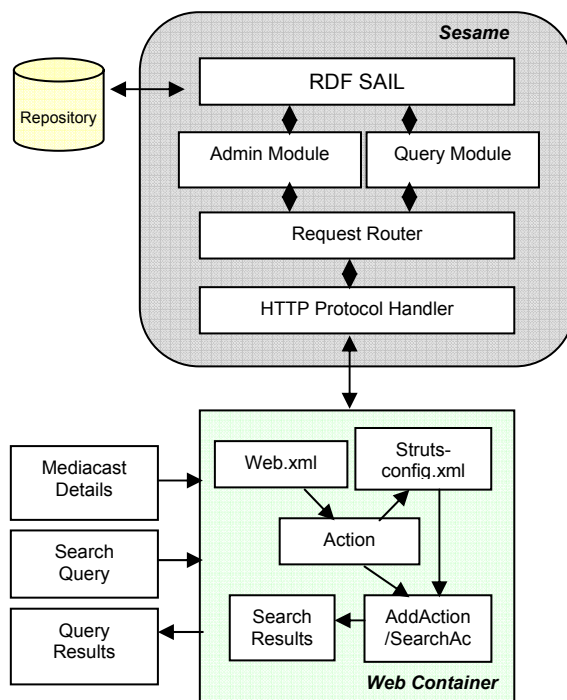 Sesame
RDF SAIL
Repository
Admin Module
Query Module
Request Router
HTTP Protocol Handler
Mediacast
Details
Web.xml
Struts-
config.xml
Action
Search
Query
Query
Results
Search
Results
AddAction
/SearchAc
Web Container